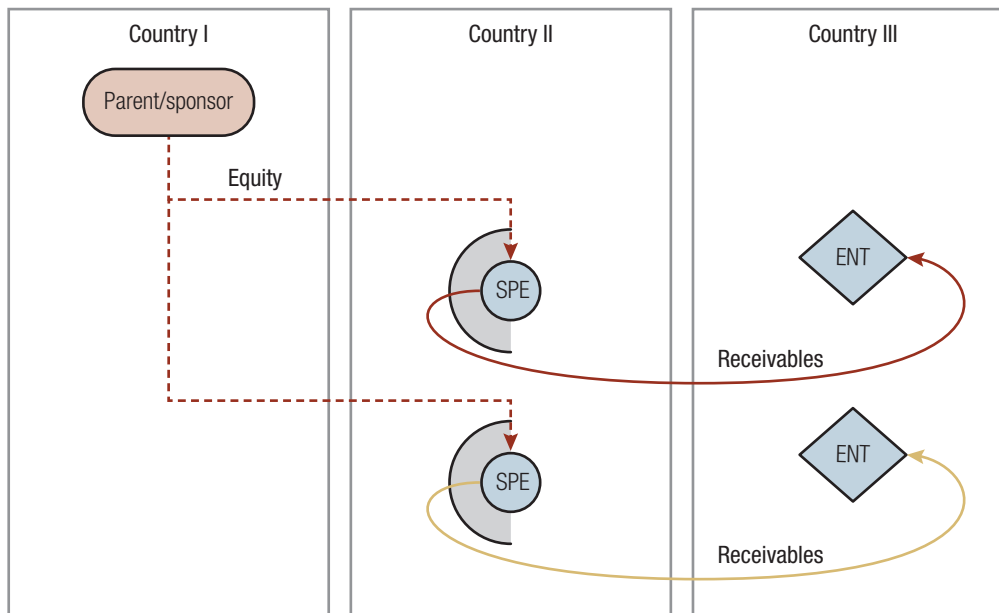 Country I
Country II
Country III
Parent/sponsor
Equity
ENT
SPE
Receivables
ENT
SPE
Receivables